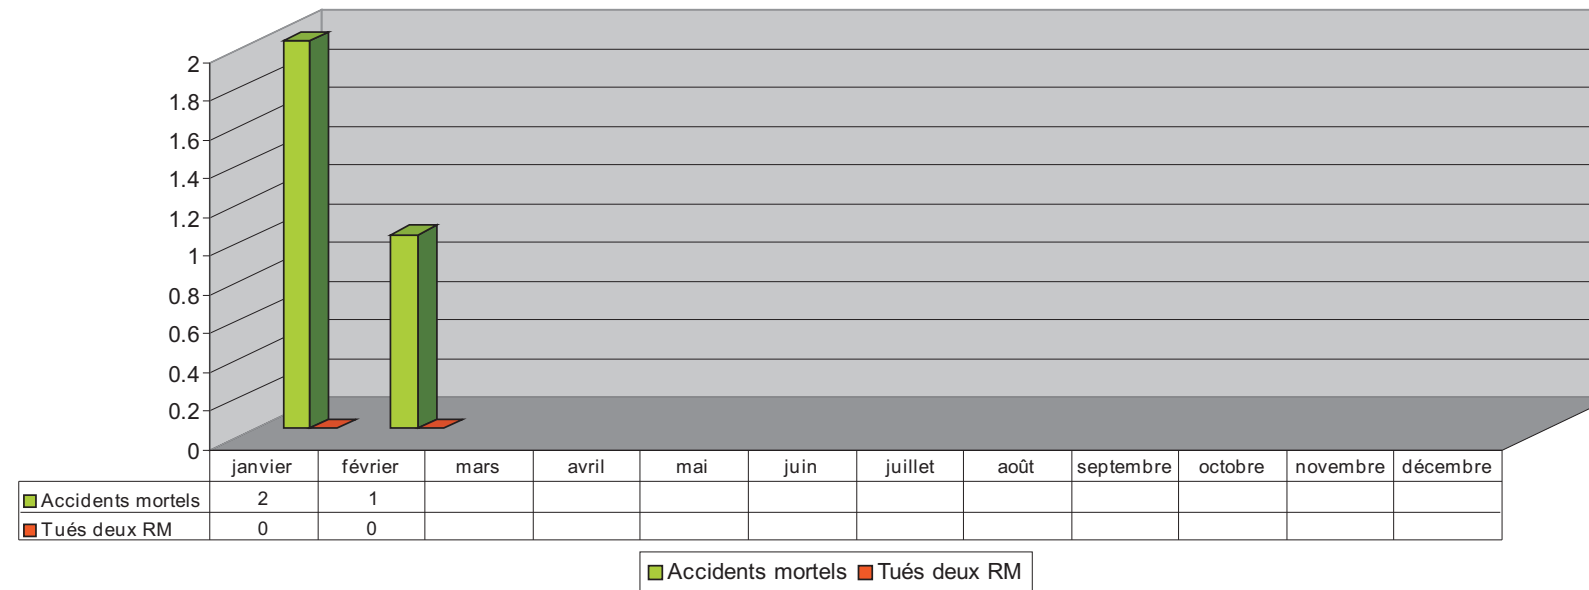 2
1.8
1.6
1.4
1.2
1
0.8
0.6
0.4
0.2
0
janvier février mars avril mai juin juillet août septembre octobre novembre décembre
Accidents mortels 2 1
Tués deux RM 0 0
Accidents mortels Tués deux RM